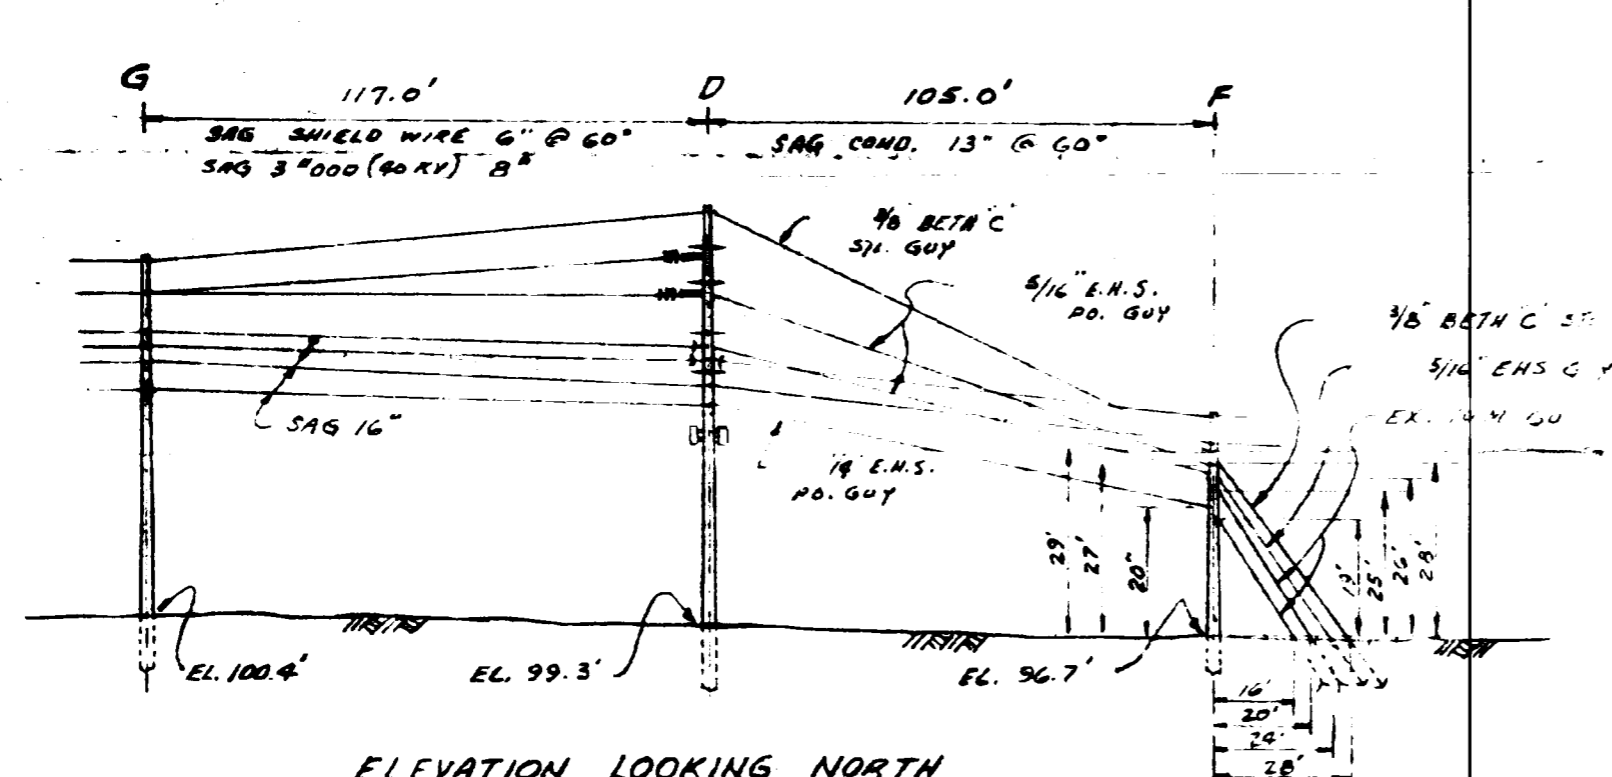 G 117.0' D 105.0' F
SAG SHIELD WIRE 6" @ 60°
SAG COND. 13" @ 60°
SAG 3 #000 (40 KV) 8"
3/8 BETH "C"
STL. GUY
5/16" E.H.S.
PO. GUY
3/8" BETH "C"
5/16" EHS
EX.
SAG 16"
1/4" E.H.S.
PO. GUY
29'
27'
20"
19'
25'
26'
28'
EL. 100.4'
EL. 99.3'
EL. 96.7'
16'
20'
24'
28'
ELEVATION LOOKING NORTH